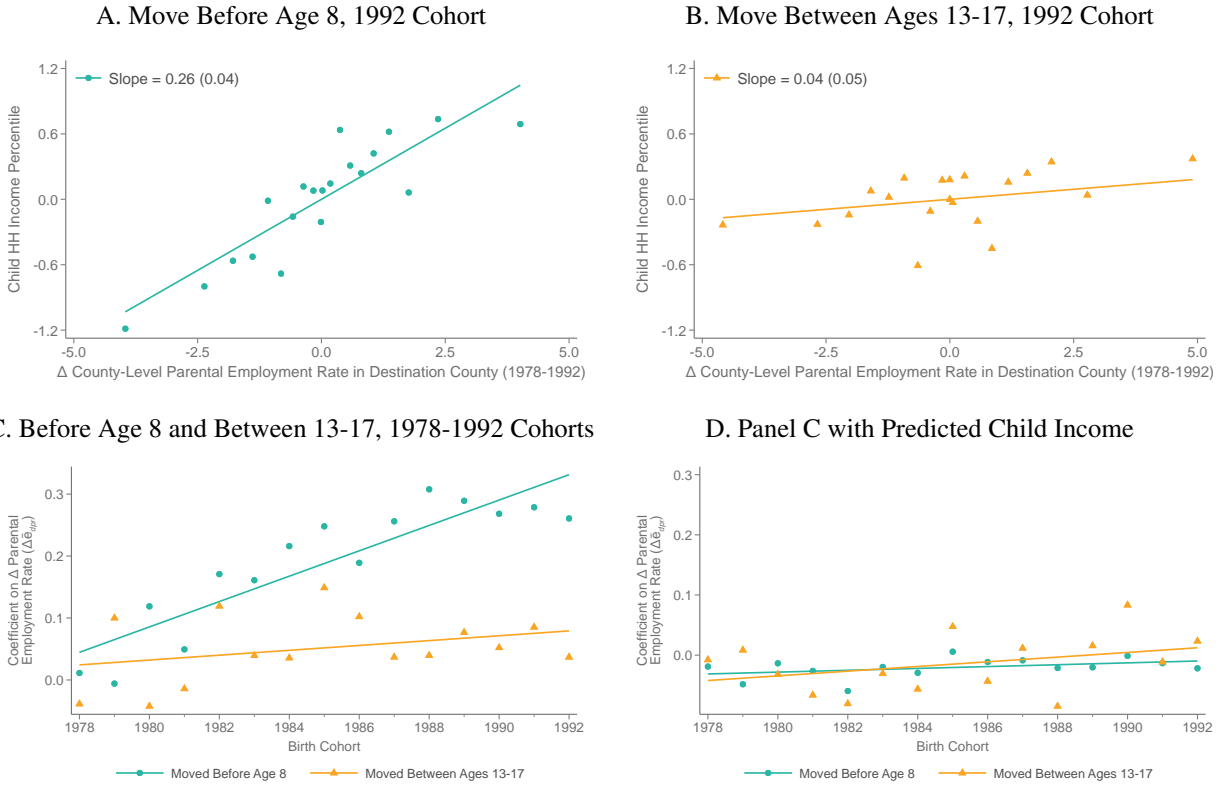 A. Move Before Age 8, 1992 Cohort
1.2
0.6
0.0
-0.6
-1.2
Child HH Income Percentile
Slope = 0.26 (0.04)
-5.0 -2.5 0.0 2.5 5.0
Δ County-Level Parental Employment Rate in Destination County (1978-1992)
B. Move Between Ages 13-17, 1992 Cohort
1.2
0.6
0.0
-0.6
-1.2
Child HH Income Percentile
Slope = 0.04 (0.05)
-5.0 -2.5 0.0 2.5 5.0
Δ County-Level Parental Employment Rate in Destination County (1978-1992)
C. Before Age 8 and Between 13-17, 1978-1992 Cohorts
0.3
0.2
0.1
0.0
Coefficient on Δ Parental
Employment Rate (Δē_dpr)
1978 1980 1982 1984 1986 1988 1990 1992
Birth Cohort
Moved Before Age 8 Moved Between Ages 13-17
D. Panel C with Predicted Child Income
0.3
0.2
0.1
0.0
Coefficient on Δ Parental
Employment Rate (Δē_dpr)
1978 1980 1982 1984 1986 1988 1990 1992
Birth Cohort
Moved Before Age 8 Moved Between Ages 13-17